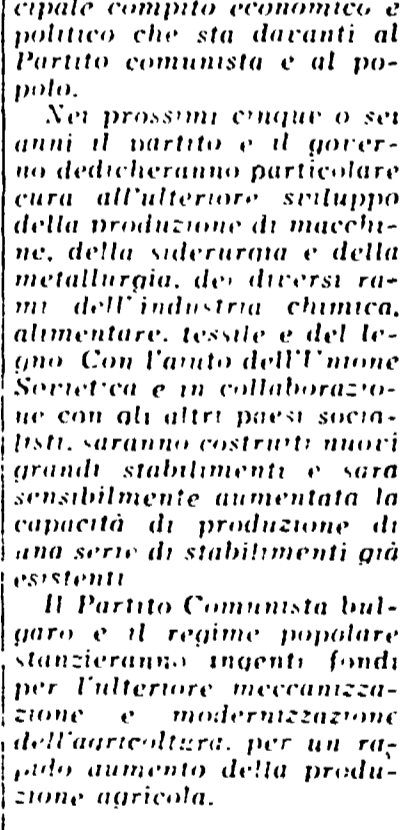 cipale compito economico e
politico che sta davanti al
Partito comunista e al po-
polo.
Nei prossimi cinque o sei
anni il partito e il gover-
no dedicheranno particolare
cura all'ulteriore sviluppo
della produzione di macchi-
ne, della siderurgia e della
metallurgia, dei diversi ra-
mi dell'industria chimica,
alimentare, tessile e del le-
gno. Con l'aiuto dell'Unione
Sovietica e in collaborazio-
ne con gli altri paesi socia-
listi, saranno costruiti nuovi
grandi stabilimenti e sarà
sensibilmente aumentata la
capacità di produzione di
una serie di stabilimenti già
esistenti
Il Partito Comunista bul-
garo e il regime popolare
stanzieranno ingenti fondi
per l'ulteriore meccanizza-
zione e modernizzazione
dell'agricoltura, per un ra-
pido aumento della produ-
zione agricola.